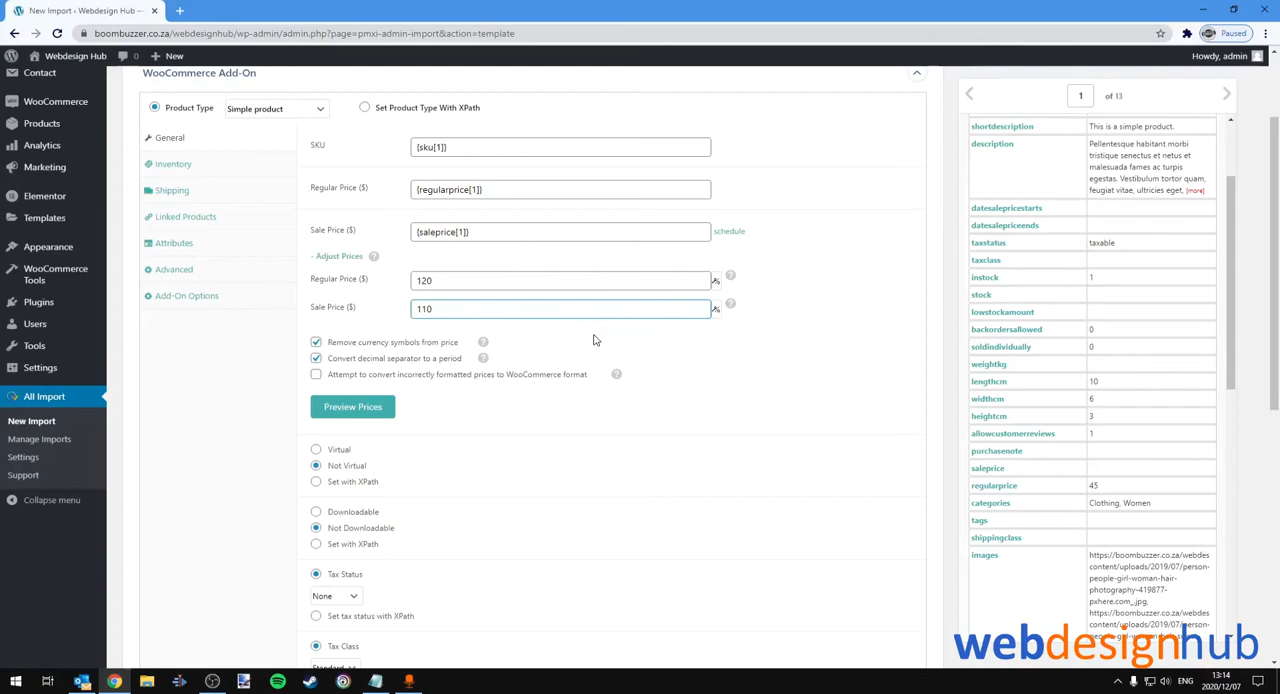 New Import ‹ Webdesign Hub —
boombuzzer.co.za/webdesignhub/wp-admin/admin.php?page=pmxi-admin-import&action=template
Paused
Webdesign Hub
0
New
Howdy, admin
Contact
WooCommerce
Products
Analytics
Marketing
Elementor
Templates
Appearance
WooCommerce
Tools
Plugins
Users
Tools
Settings
All Import
New Import
Manage Imports
Settings
Support
Collapse menu
WooCommerce Add-On
Product Type
Simple product
Set Product Type With XPath
General
Inventory
Shipping
Linked Products
Attributes
Advanced
Add-On Options
SKU
{sku[1]}
Regular Price ($)
{regularprice[1]}
Sale Price ($)
{saleprice[1]}
schedule
- Adjust Prices ?
Regular Price ($)
120
%
?
Sale Price ($)
110
%
?
Remove currency symbols from price ?
Convert decimal separator to a period ?
Attempt to convert incorrectly formatted prices to WooCommerce format ?
Preview Prices
Virtual
Not Virtual
Set with XPath
Downloadable
Not Downloadable
Set with XPath
Tax Status
None
Set tax status with XPath
Tax Class
Standard
1
of 13
shortdescription This is a simple product.
description Pellentesque habitant morbi
tristique senectus et netus et
malesuada fames ac turpis
egestas. Vestibulum tortor quam,
feugiat vitae, ultricies eget, [more]
datesalepricestarts
datesalepriceends
taxstatus taxable
taxclass
instock 1
stock
lowstockamount
backordersallowed 0
soldindividually 0
weightkg
lengthcm 10
widthcm 6
heightcm 3
allowcustomerreviews 1
purchasenote
saleprice
regularprice 45
categories Clothing, Women
tags
shippingclass
images https://boombuzzer.co.za/webdes
content/uploads/2019/07/person-
people-girl-woman-hair-
photography-419877-
pxhere.com_.jpg,
https://boombuzzer.co.za/webdes
content/uploads/2019/07/person-
webdesignhub
ENG
13:14
2020/12/07